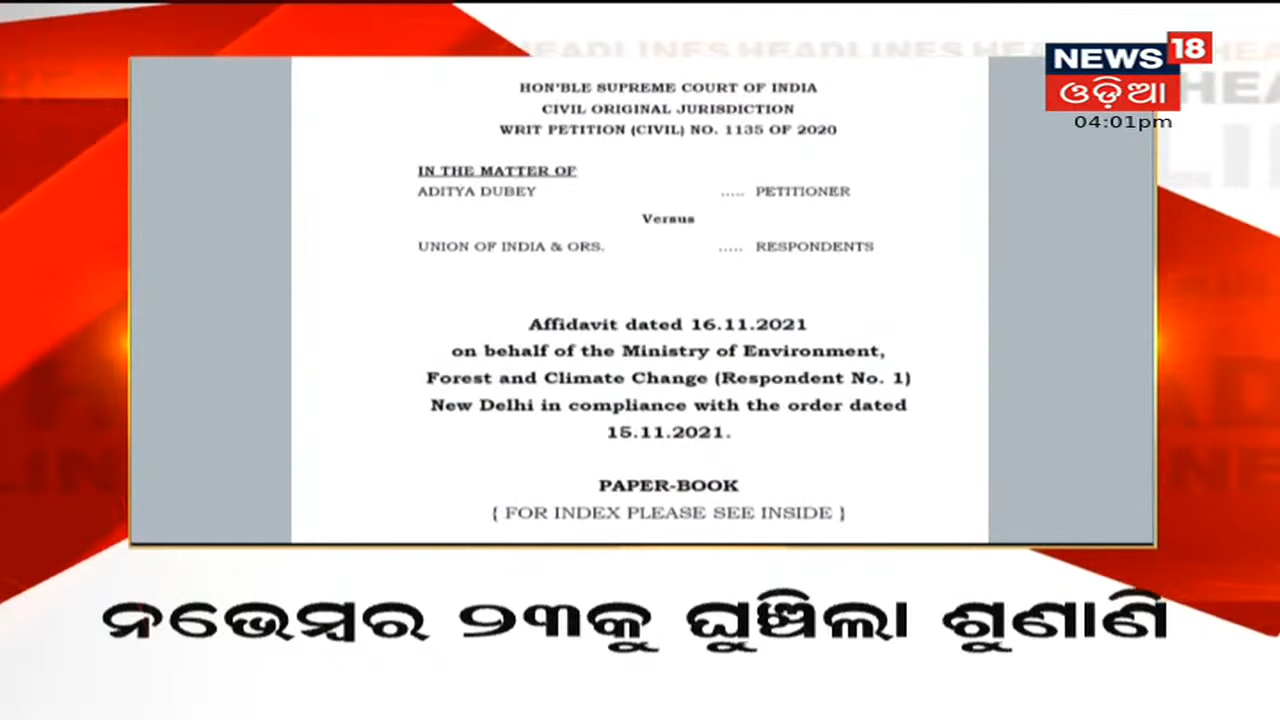 HEADLINES HEADLINES HEA
NEWS 18
ଓଡ଼ିଆ
04:01pm
HON'BLE SUPREME COURT OF INDIA
CIVIL ORIGINAL JURISDICTION
WRIT PETITION (CIVIL) NO. 1135 OF 2020
IN THE MATTER OF
ADITYA DUBEY ..... PETITIONER
Versus
UNION OF INDIA & ORS. ..... RESPONDENTS
Affidavit dated 16.11.2021
on behalf of the Ministry of Environment,
Forest and Climate Change (Respondent No. 1)
New Delhi in compliance with the order dated
15.11.2021.
PAPER-BOOK
{ FOR INDEX PLEASE SEE INSIDE }
ନଭେମ୍ବର ୨୩କୁ ଘୁଞ୍ଚିଲା ଶୁଣାଣି